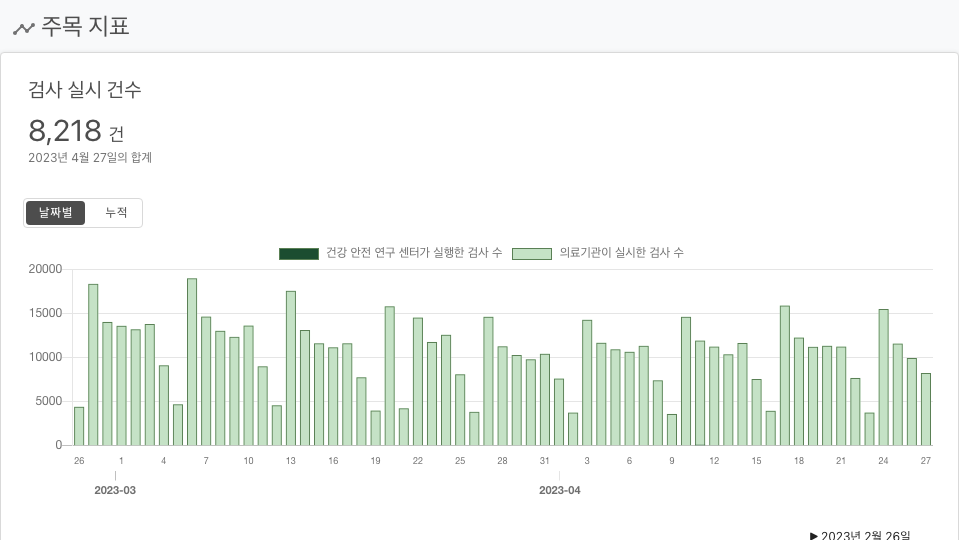 주목 지표
검사 실시 건수
8,218 건
2023년 4월 27일의 합계
날짜별 누적
건강 안전 연구 센터가 실행한 검사 수 의료기관이 실시한 검사 수
20000
15000
10000
5000
0
26 1 4 7 10 13 16 19 22 25 28 31 3 6 9 12 15 18 21 24 27
2023-03 2023-04
▶ 2023년 2월 26일